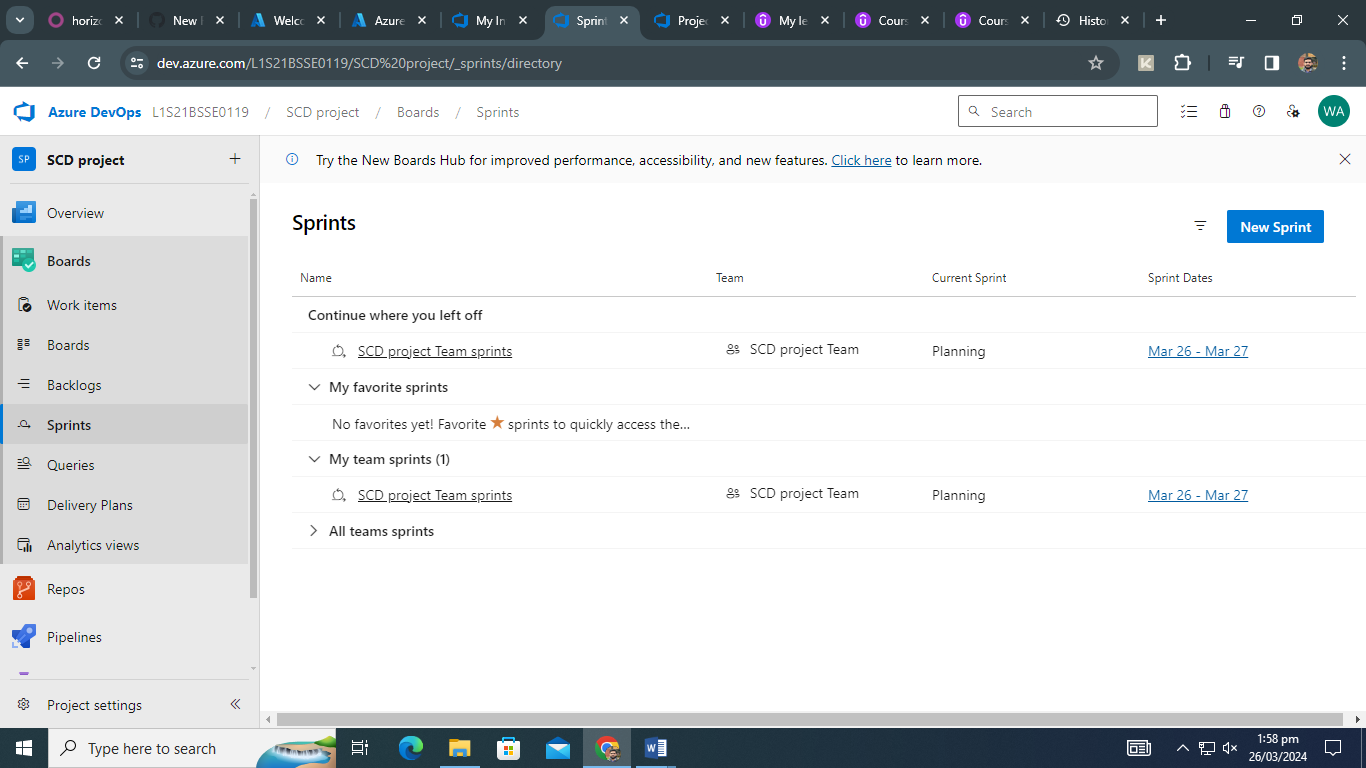 horiz New Welco Azure My In Sprint Projec My le Cours Cours Histo
dev.azure.com/L1S21BSSE0119/SCD%20project/_sprints/directory
Azure DevOps L1S21BSSE0119 / SCD project / Boards / Sprints Search WA
SP SCD project +
Try the New Boards Hub for improved performance, accessibility, and new features. Click here to learn more.
Overview
Boards
Work items
Boards
Backlogs
Sprints
Queries
Delivery Plans
Analytics views
Repos
Pipelines
Project settings
Sprints New Sprint
Name Team Current Sprint Sprint Dates
Continue where you left off
SCD project Team sprints SCD project Team Planning Mar 26 - Mar 27
My favorite sprints
No favorites yet! Favorite ★ sprints to quickly access the...
My team sprints (1)
SCD project Team sprints SCD project Team Planning Mar 26 - Mar 27
All teams sprints
Type here to search
1:58 pm
26/03/2024